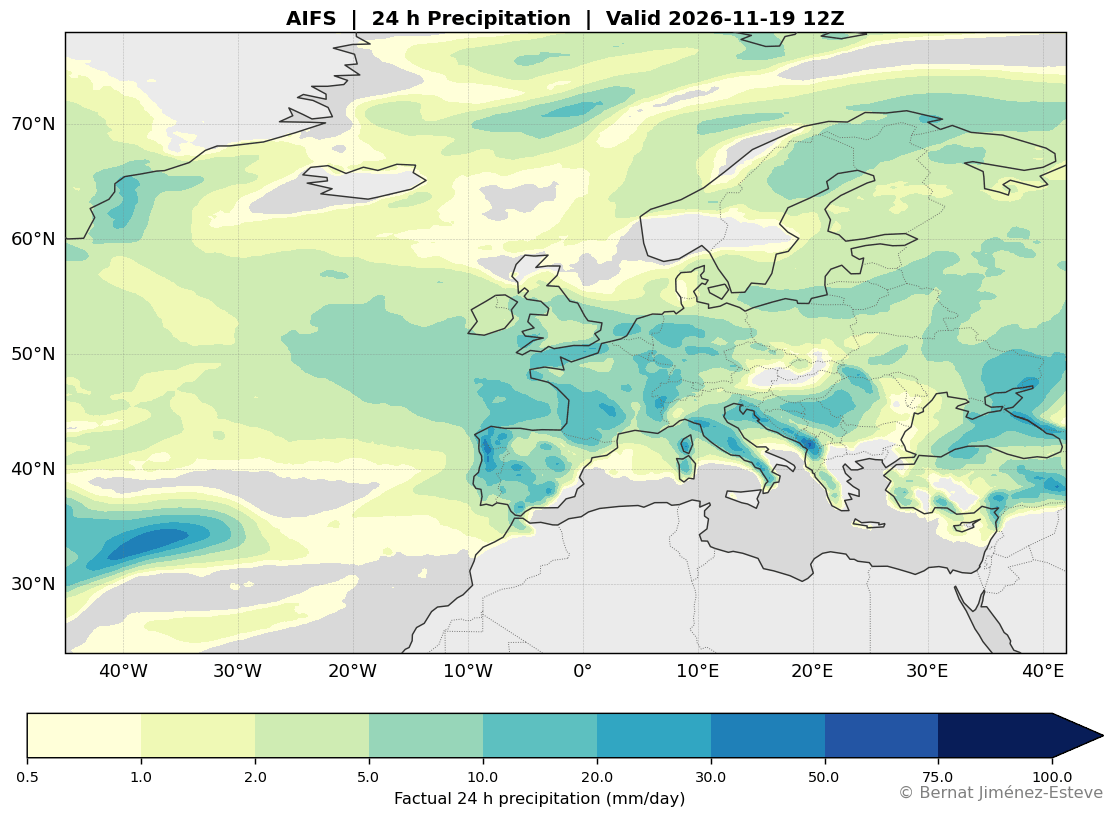 AIFS | 24 h Precipitation | Valid 2026-11-19 12Z
70°N
60°N
50°N
40°N
30°N
40°W 30°W 20°W 10°W 0° 10°E 20°E 30°E 40°E
0.5 1.0 2.0 5.0 10.0 20.0 30.0 50.0 75.0 100.0
Factual 24 h precipitation (mm/day)
© Bernat Jiménez-Esteve